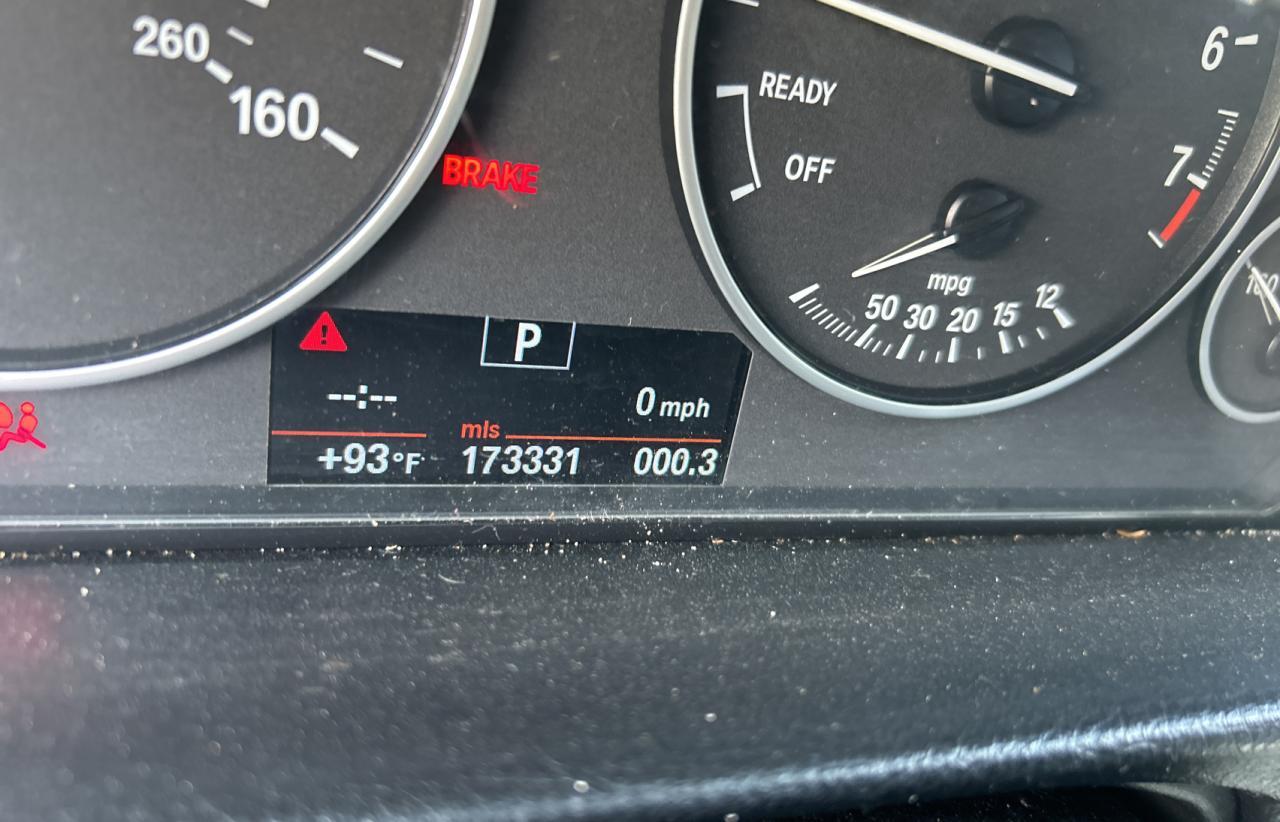 260
160
BRAKE
READY
OFF
6
7
mpg
50 30 20 15 12
P
--:--
0 mph
mls
+93°F 173331 000.3